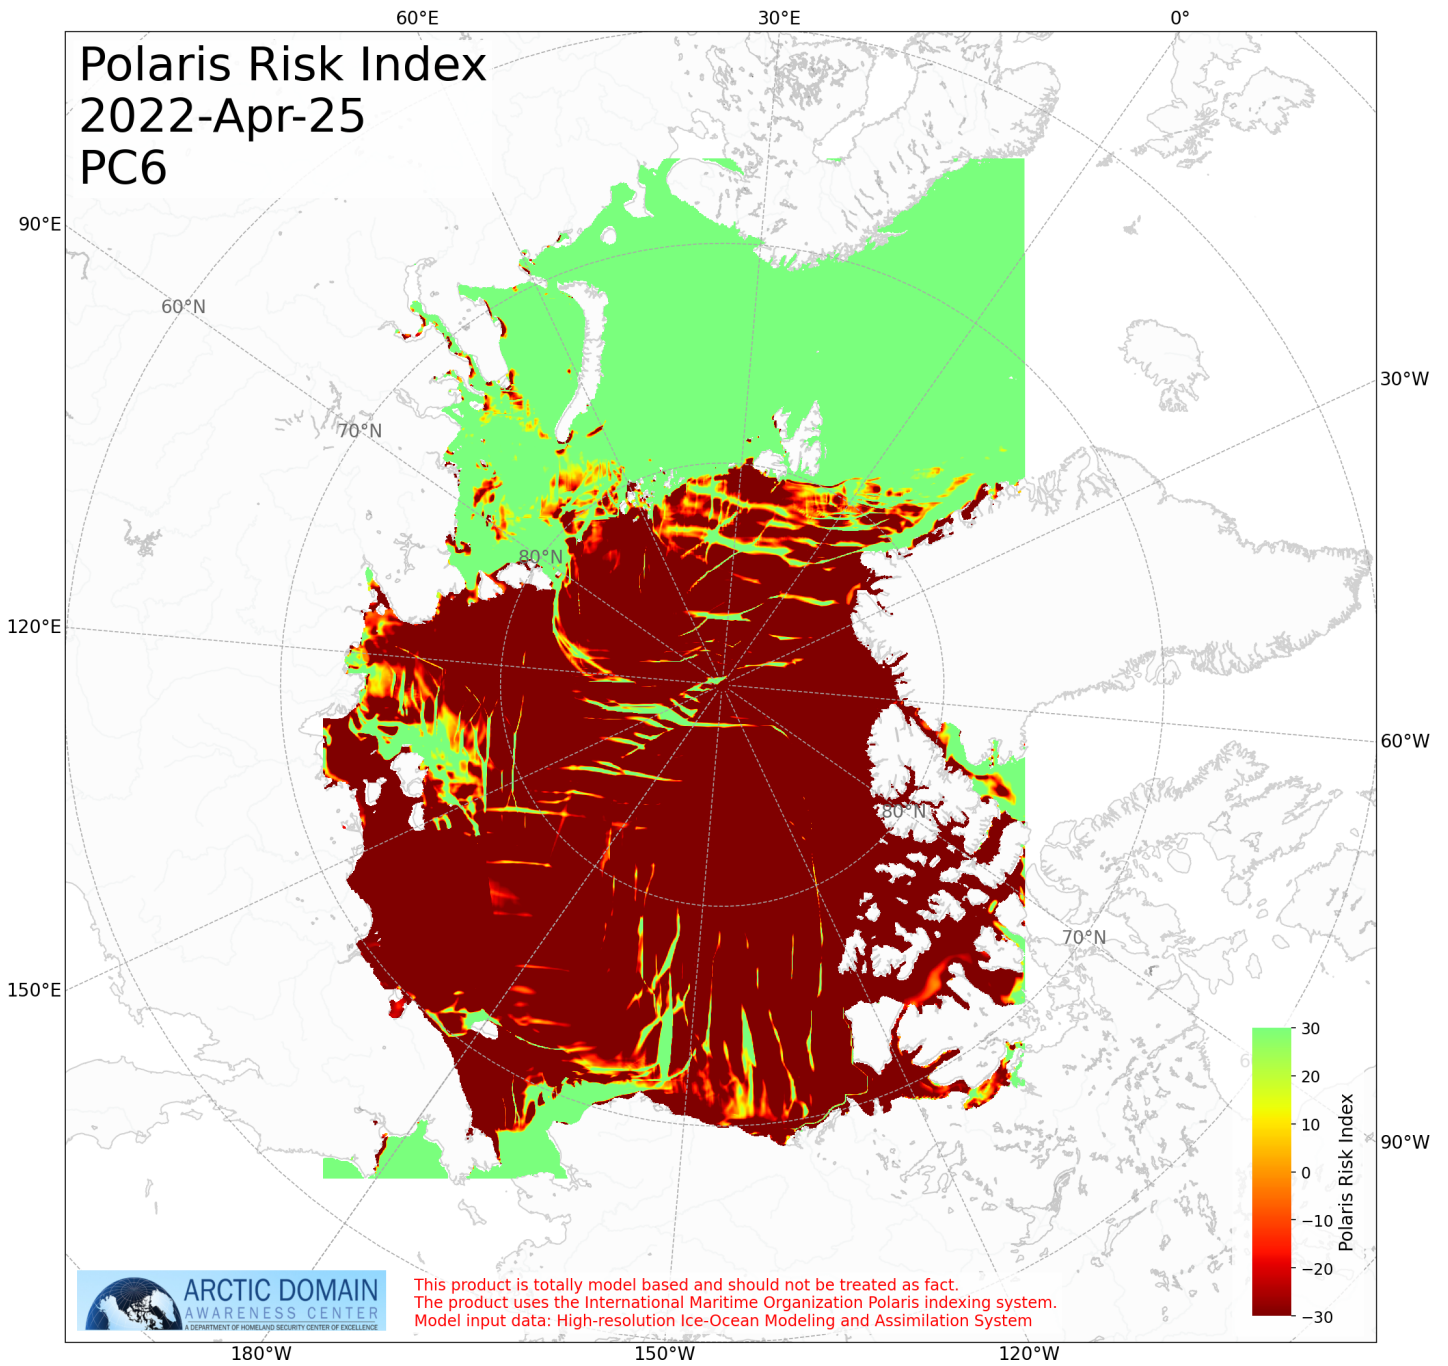 60°E 30°E 0°
Polaris Risk Index
2022-Apr-25
PC6
90°E
60°N
30°W
70°N
80°N
120°E
60°W
80°N
70°N
150°E
30
20
10
0
−10
−20
−30
Polaris Risk Index
90°W
ARCTIC DOMAIN
AWARENESS CENTER
A DEPARTMENT OF HOMELAND SECURITY CENTER OF EXCELLENCE
This product is totally model based and should not be treated as fact.
The product uses the International Maritime Organization Polaris indexing system.
Model input data: High-resolution Ice-Ocean Modeling and Assimilation System
180°W 150°W 120°W